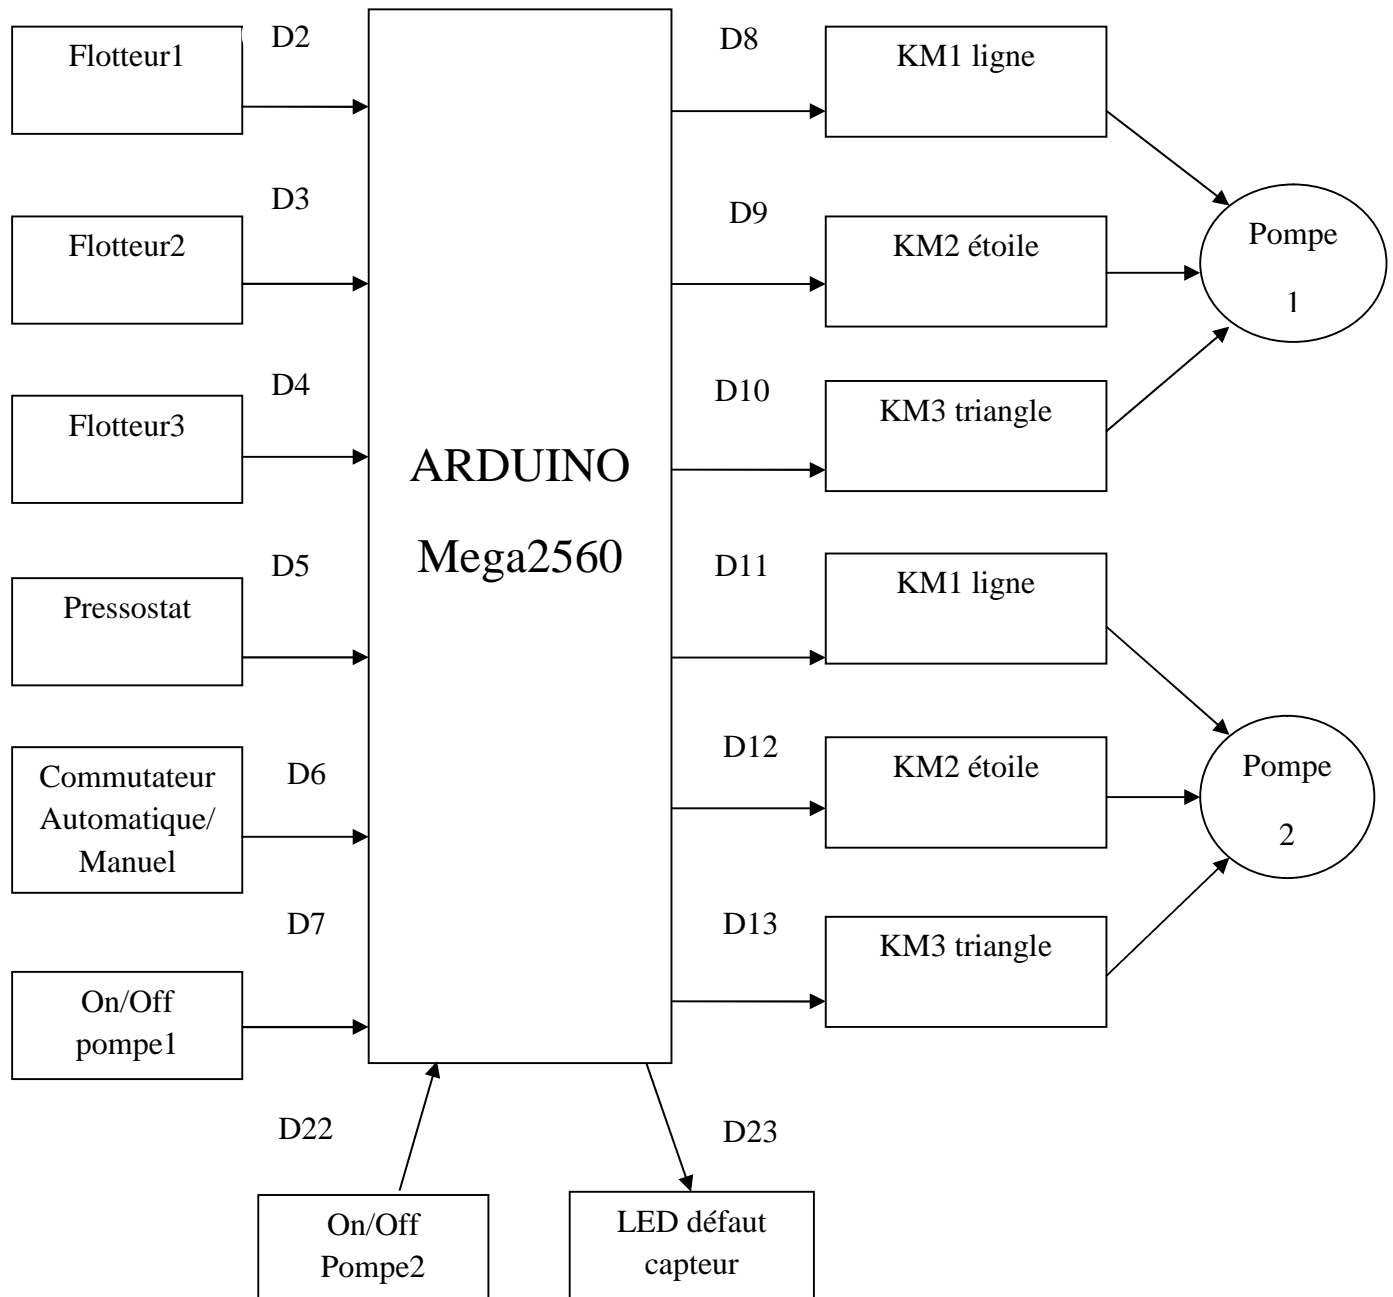 Flotteur1
D2
D8
KM1 ligne
Flotteur2
D3
D9
KM2 étoile
Pompe
1
Flotteur3
D4
D10
KM3 triangle
ARDUINO
Mega2560
Pressostat
D5
D11
KM1 ligne
Commutateur
Automatique/
Manuel
D6
D12
KM2 étoile
Pompe
2
On/Off
pompe1
D7
D13
KM3 triangle
D22
On/Off
Pompe2
D23
LED défaut
capteur